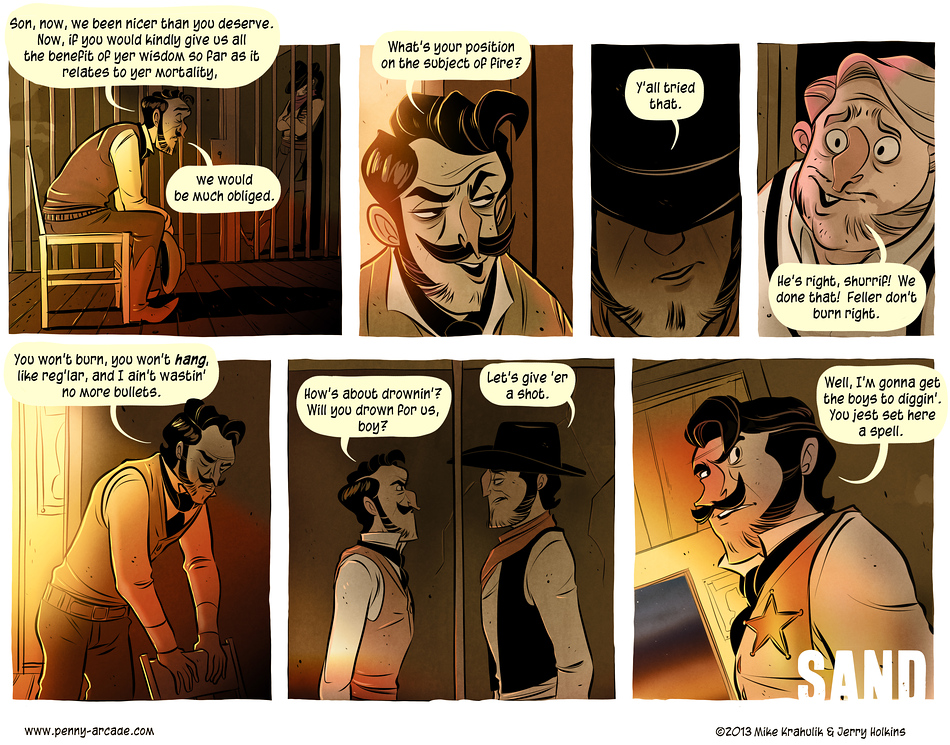 Son, now, we been nicer than you deserve.
Now, if you would kindly give us all
the benefit of yer wisdom so far as it
relates to yer mortality,
we would
be much obliged.
What's your position
on the subject of fire?
Y'all tried
that.
He's right, shurrif! We
done that! Feller don't
burn right.
You won't burn, you won't hang,
like reg'lar, and I ain't wastin'
no more bullets.
How's about drownin'?
Will you drown for us,
boy?
Let's give 'er
a shot.
Well, I'm gonna get
the boys to diggin'.
You jest set here
a spell.
SAND
www.penny-arcade.com
©2013 Mike Krahulik & Jerry Holkins